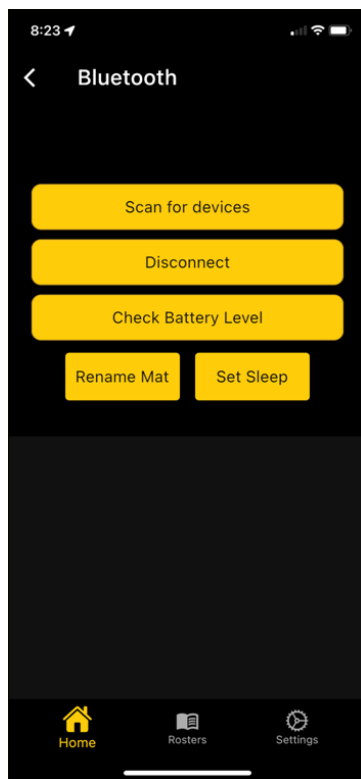 8:23
Bluetooth
Scan for devices
Disconnect
Check Battery Level
Rename Mat Set Sleep
Home Rosters Settings